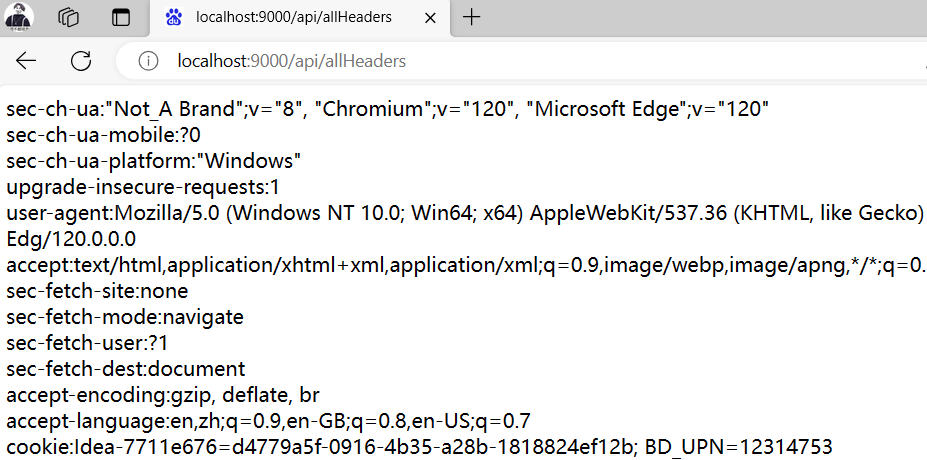 localhost:9000/api/allHeaders
localhost:9000/api/allHeaders
sec-ch-ua:"Not_A Brand";v="8", "Chromium";v="120", "Microsoft Edge";v="120"
sec-ch-ua-mobile:?0
sec-ch-ua-platform:"Windows"
upgrade-insecure-requests:1
user-agent:Mozilla/5.0 (Windows NT 10.0; Win64; x64) AppleWebKit/537.36 (KHTML, like Gecko)
Edg/120.0.0.0
accept:text/html,application/xhtml+xml,application/xml;q=0.9,image/webp,image/apng,*/*;q=0.
sec-fetch-site:none
sec-fetch-mode:navigate
sec-fetch-user:?1
sec-fetch-dest:document
accept-encoding:gzip, deflate, br
accept-language:en,zh;q=0.9,en-GB;q=0.8,en-US;q=0.7
cookie:Idea-7711e676=d4779a5f-0916-4b35-a28b-1818824ef12b; BD_UPN=12314753